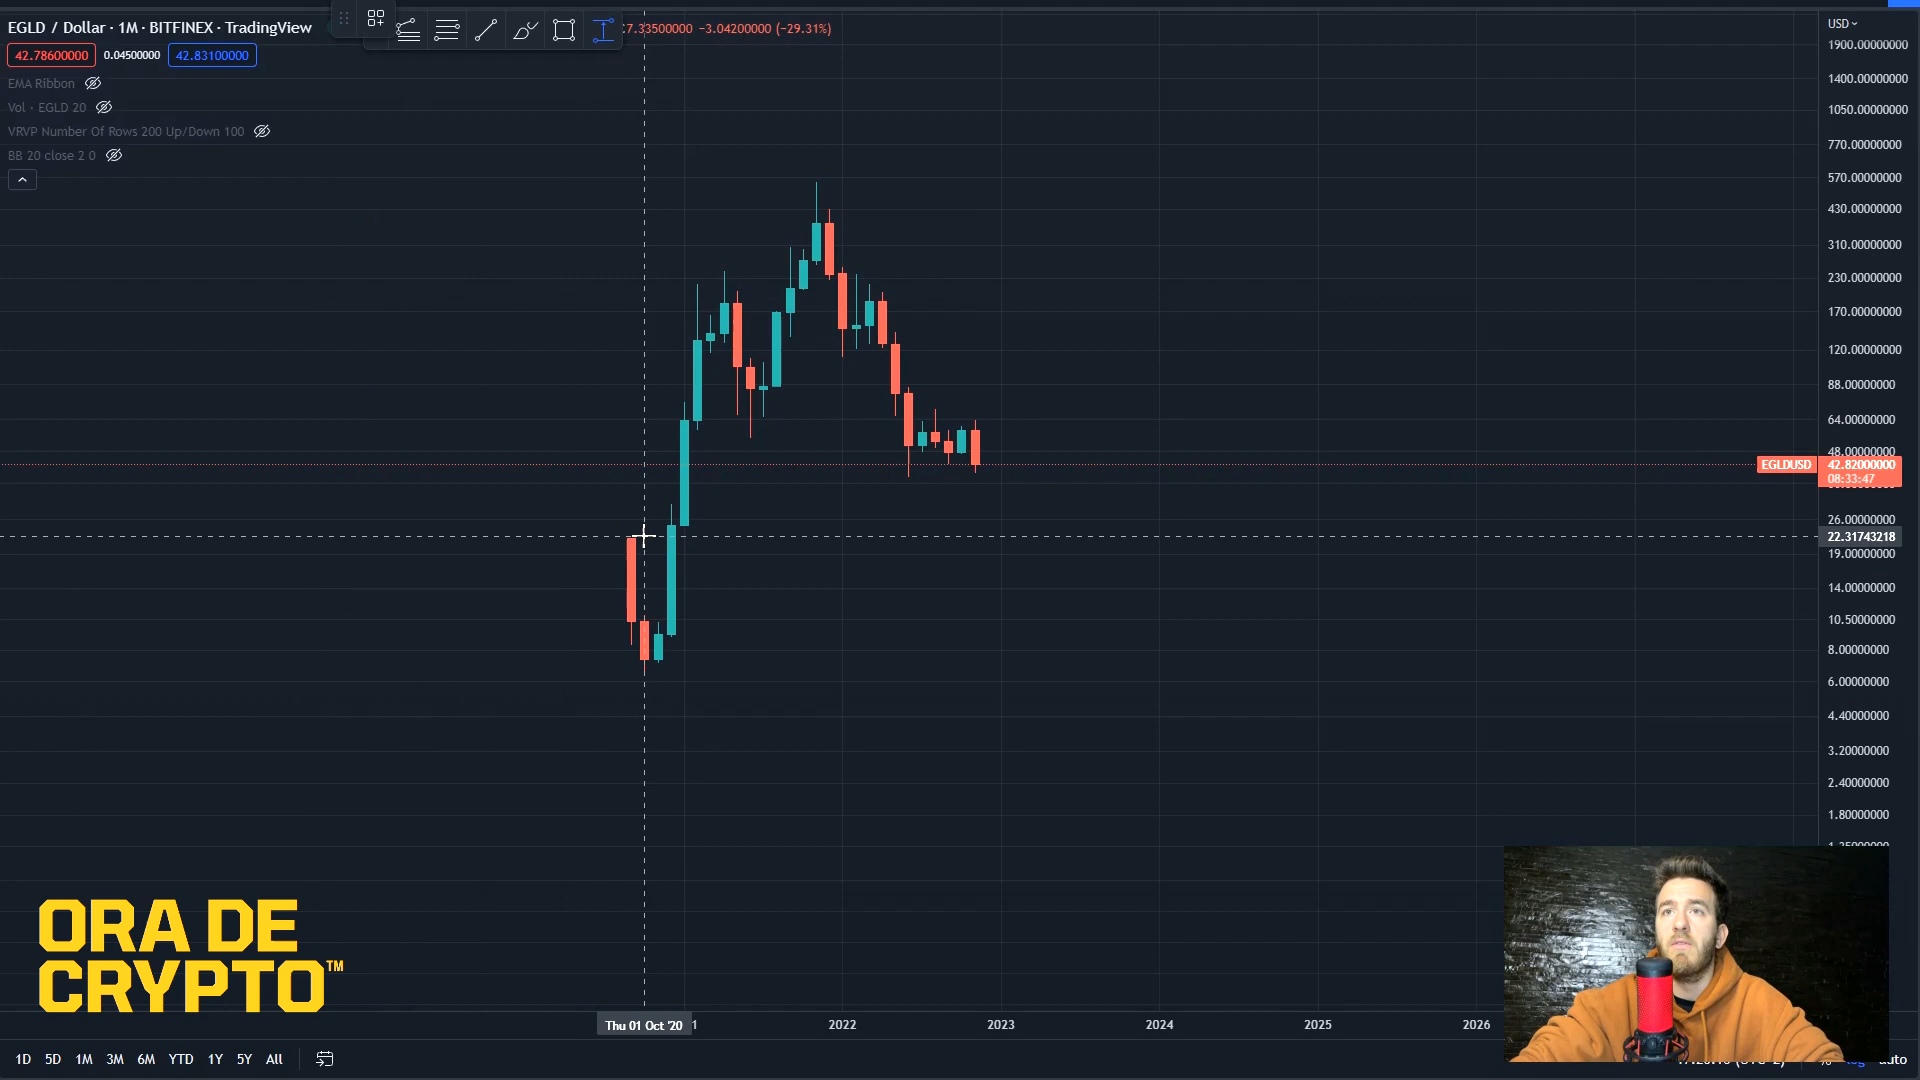 EGLD / Dollar · 1M · BITFINEX · TradingView
C7.33500000 −3.04200000 (−29.31%)
42.78600000 0.04500000 42.83100000
EMA Ribbon
Vol · EGLD 20
VRVP Number Of Rows 200 Up/Down 100
BB 20 close 2 0
USD
1900.00000000
1400.00000000
1050.00000000
770.00000000
570.00000000
430.00000000
310.00000000
230.00000000
170.00000000
120.00000000
88.00000000
64.00000000
48.00000000
EGLDUSD 42.82000000
08:33:47
26.00000000
22.31743218
19.00000000
14.00000000
10.50000000
8.00000000
6.00000000
4.40000000
3.20000000
2.40000000
1.80000000
ORA DE
CRYPTO™
Thu 01 Oct '20 1 2022 2023 2024 2025 2026
1D 5D 1M 3M 6M YTD 1Y 5Y All
% log auto